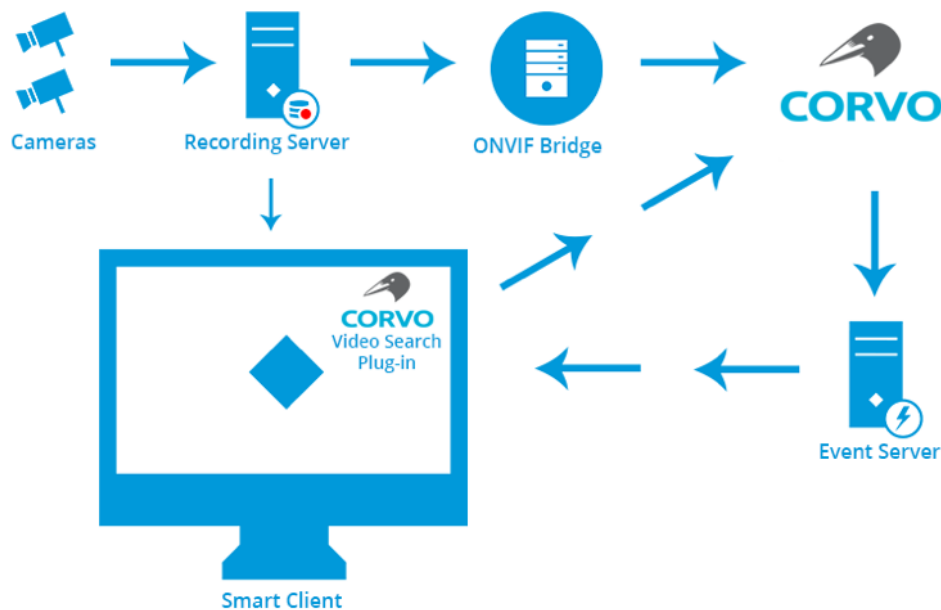 CORVO
Cameras
Recording Server
ONVIF Bridge
CORVO
Video Search
Plug-in
Event Server
Smart Client